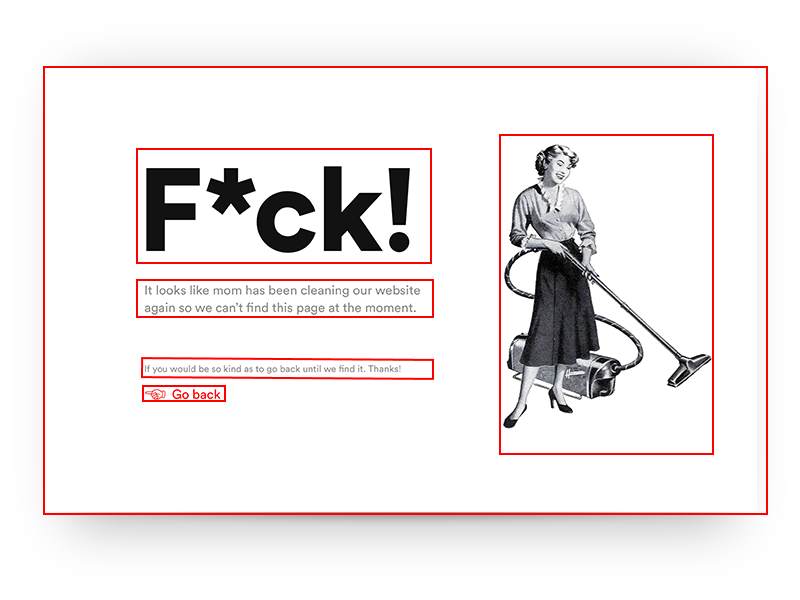 F*ck!
It looks like mom has been cleaning our website
again so we can't find this page at the moment.
If you would be so kind as to go back until we find it. Thanks!
Go back